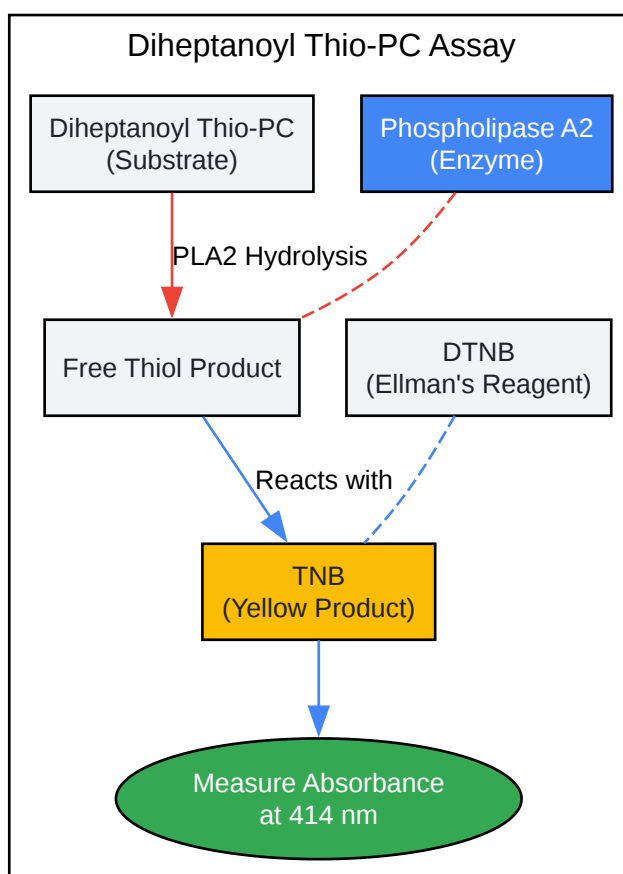 Diheptanoyl Thio-PC Assay
Diheptanoyl Thio-PC
(Substrate)
Phospholipase A2
(Enzyme)
PLA2 Hydrolysis
Free Thiol Product
DTNB
(Ellman's Reagent)
Reacts with
TNB
(Yellow Product)
Measure Absorbance
at 414 nm